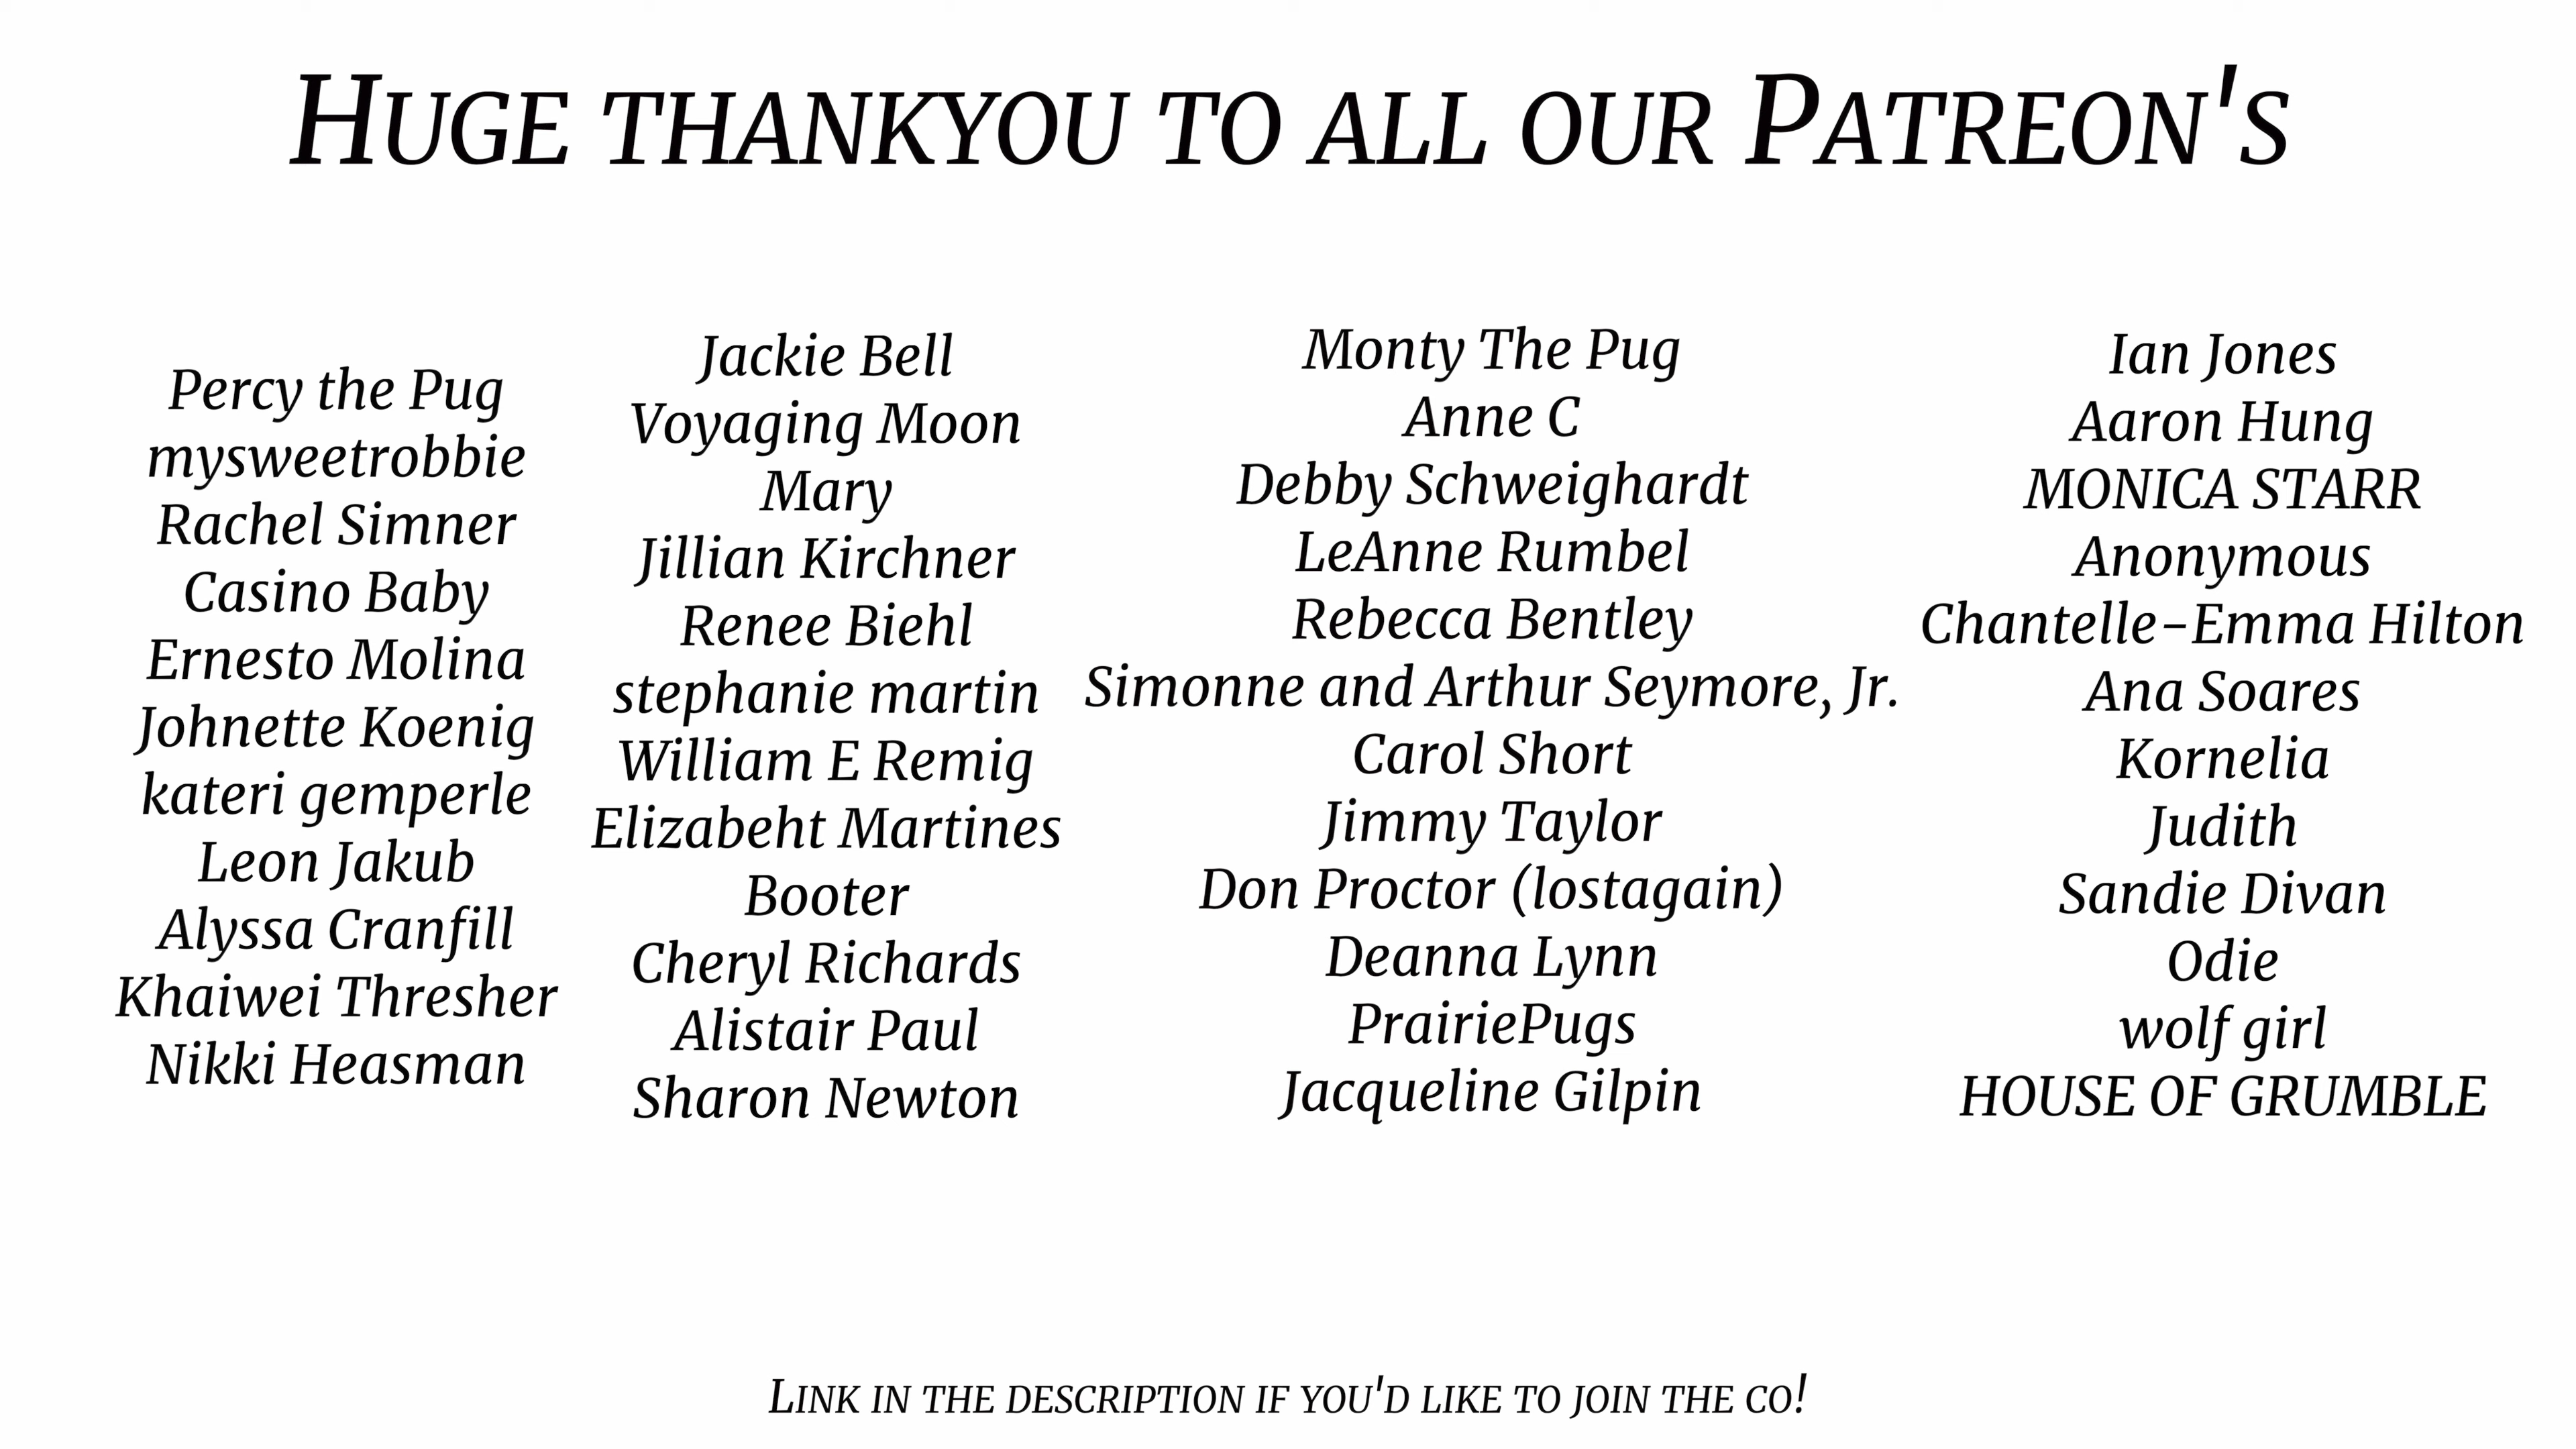 Huge thankyou to all our Patreon's
Percy the Pug
mysweetrobbie
Rachel Simner
Casino Baby
Ernesto Molina
Johnette Koenig
kateri gemperle
Leon Jakub
Alyssa Cranfill
Khaiwei Thresher
Nikki Heasman
Jackie Bell
Voyaging Moon
Mary
Jillian Kirchner
Renee Biehl
stephanie martin
William E Remig
Elizabeht Martines
Booter
Cheryl Richards
Alistair Paul
Sharon Newton
Monty The Pug
Anne C
Debby Schweighardt
LeAnne Rumbel
Rebecca Bentley
Simonne and Arthur Seymore, Jr.
Carol Short
Jimmy Taylor
Don Proctor (lostagain)
Deanna Lynn
PrairiePugs
Jacqueline Gilpin
Ian Jones
Aaron Hung
MONICA STARR
Anonymous
Chantelle-Emma Hilton
Ana Soares
Kornelia
Judith
Sandie Divan
Odie
wolf girl
HOUSE OF GRUMBLE
Link in the description if you'd like to join the co!